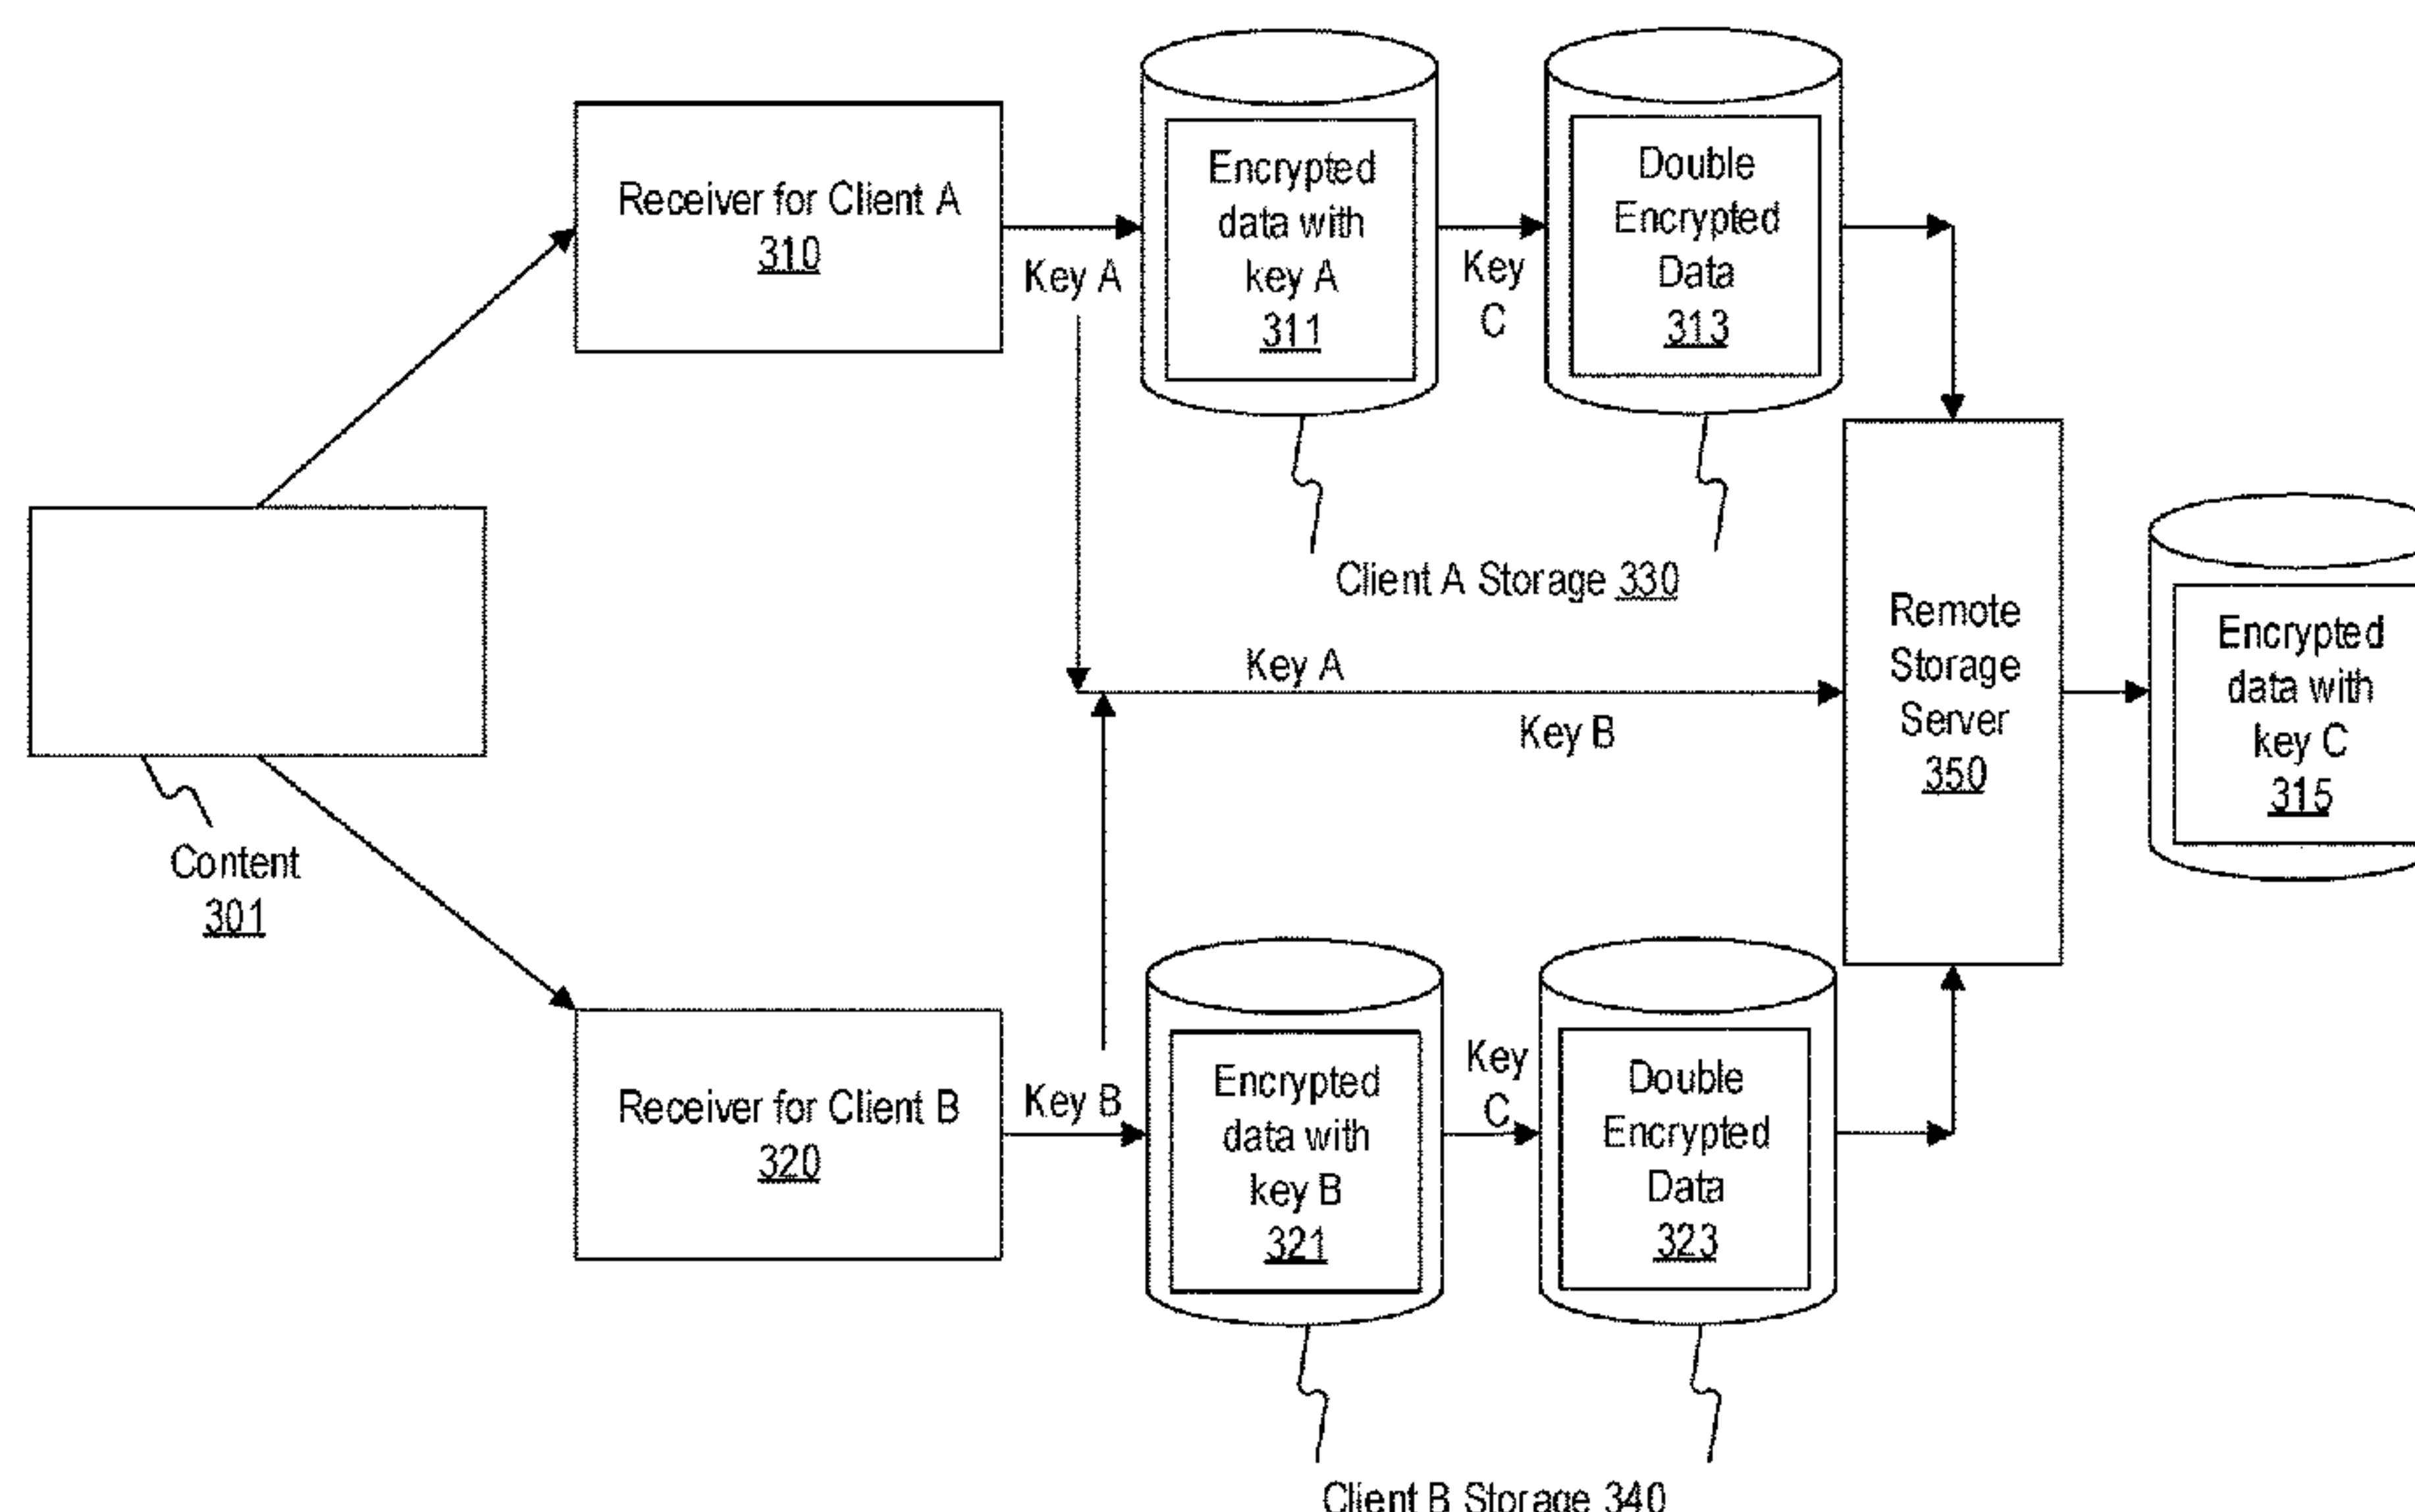 Receiver for Client A
310
Key A
Encrypted
data with
key A
311
Key
C
Double
Encrypted
Data
313
Client A Storage 330
Content
301
Key A
Key B
Remote
Storage
Server
350
Encrypted
data with
key C
315
Receiver for Client B
320
Key B
Encrypted
data with
key B
321
Key
C
Double
Encrypted
Data
323
Client B Storage 340